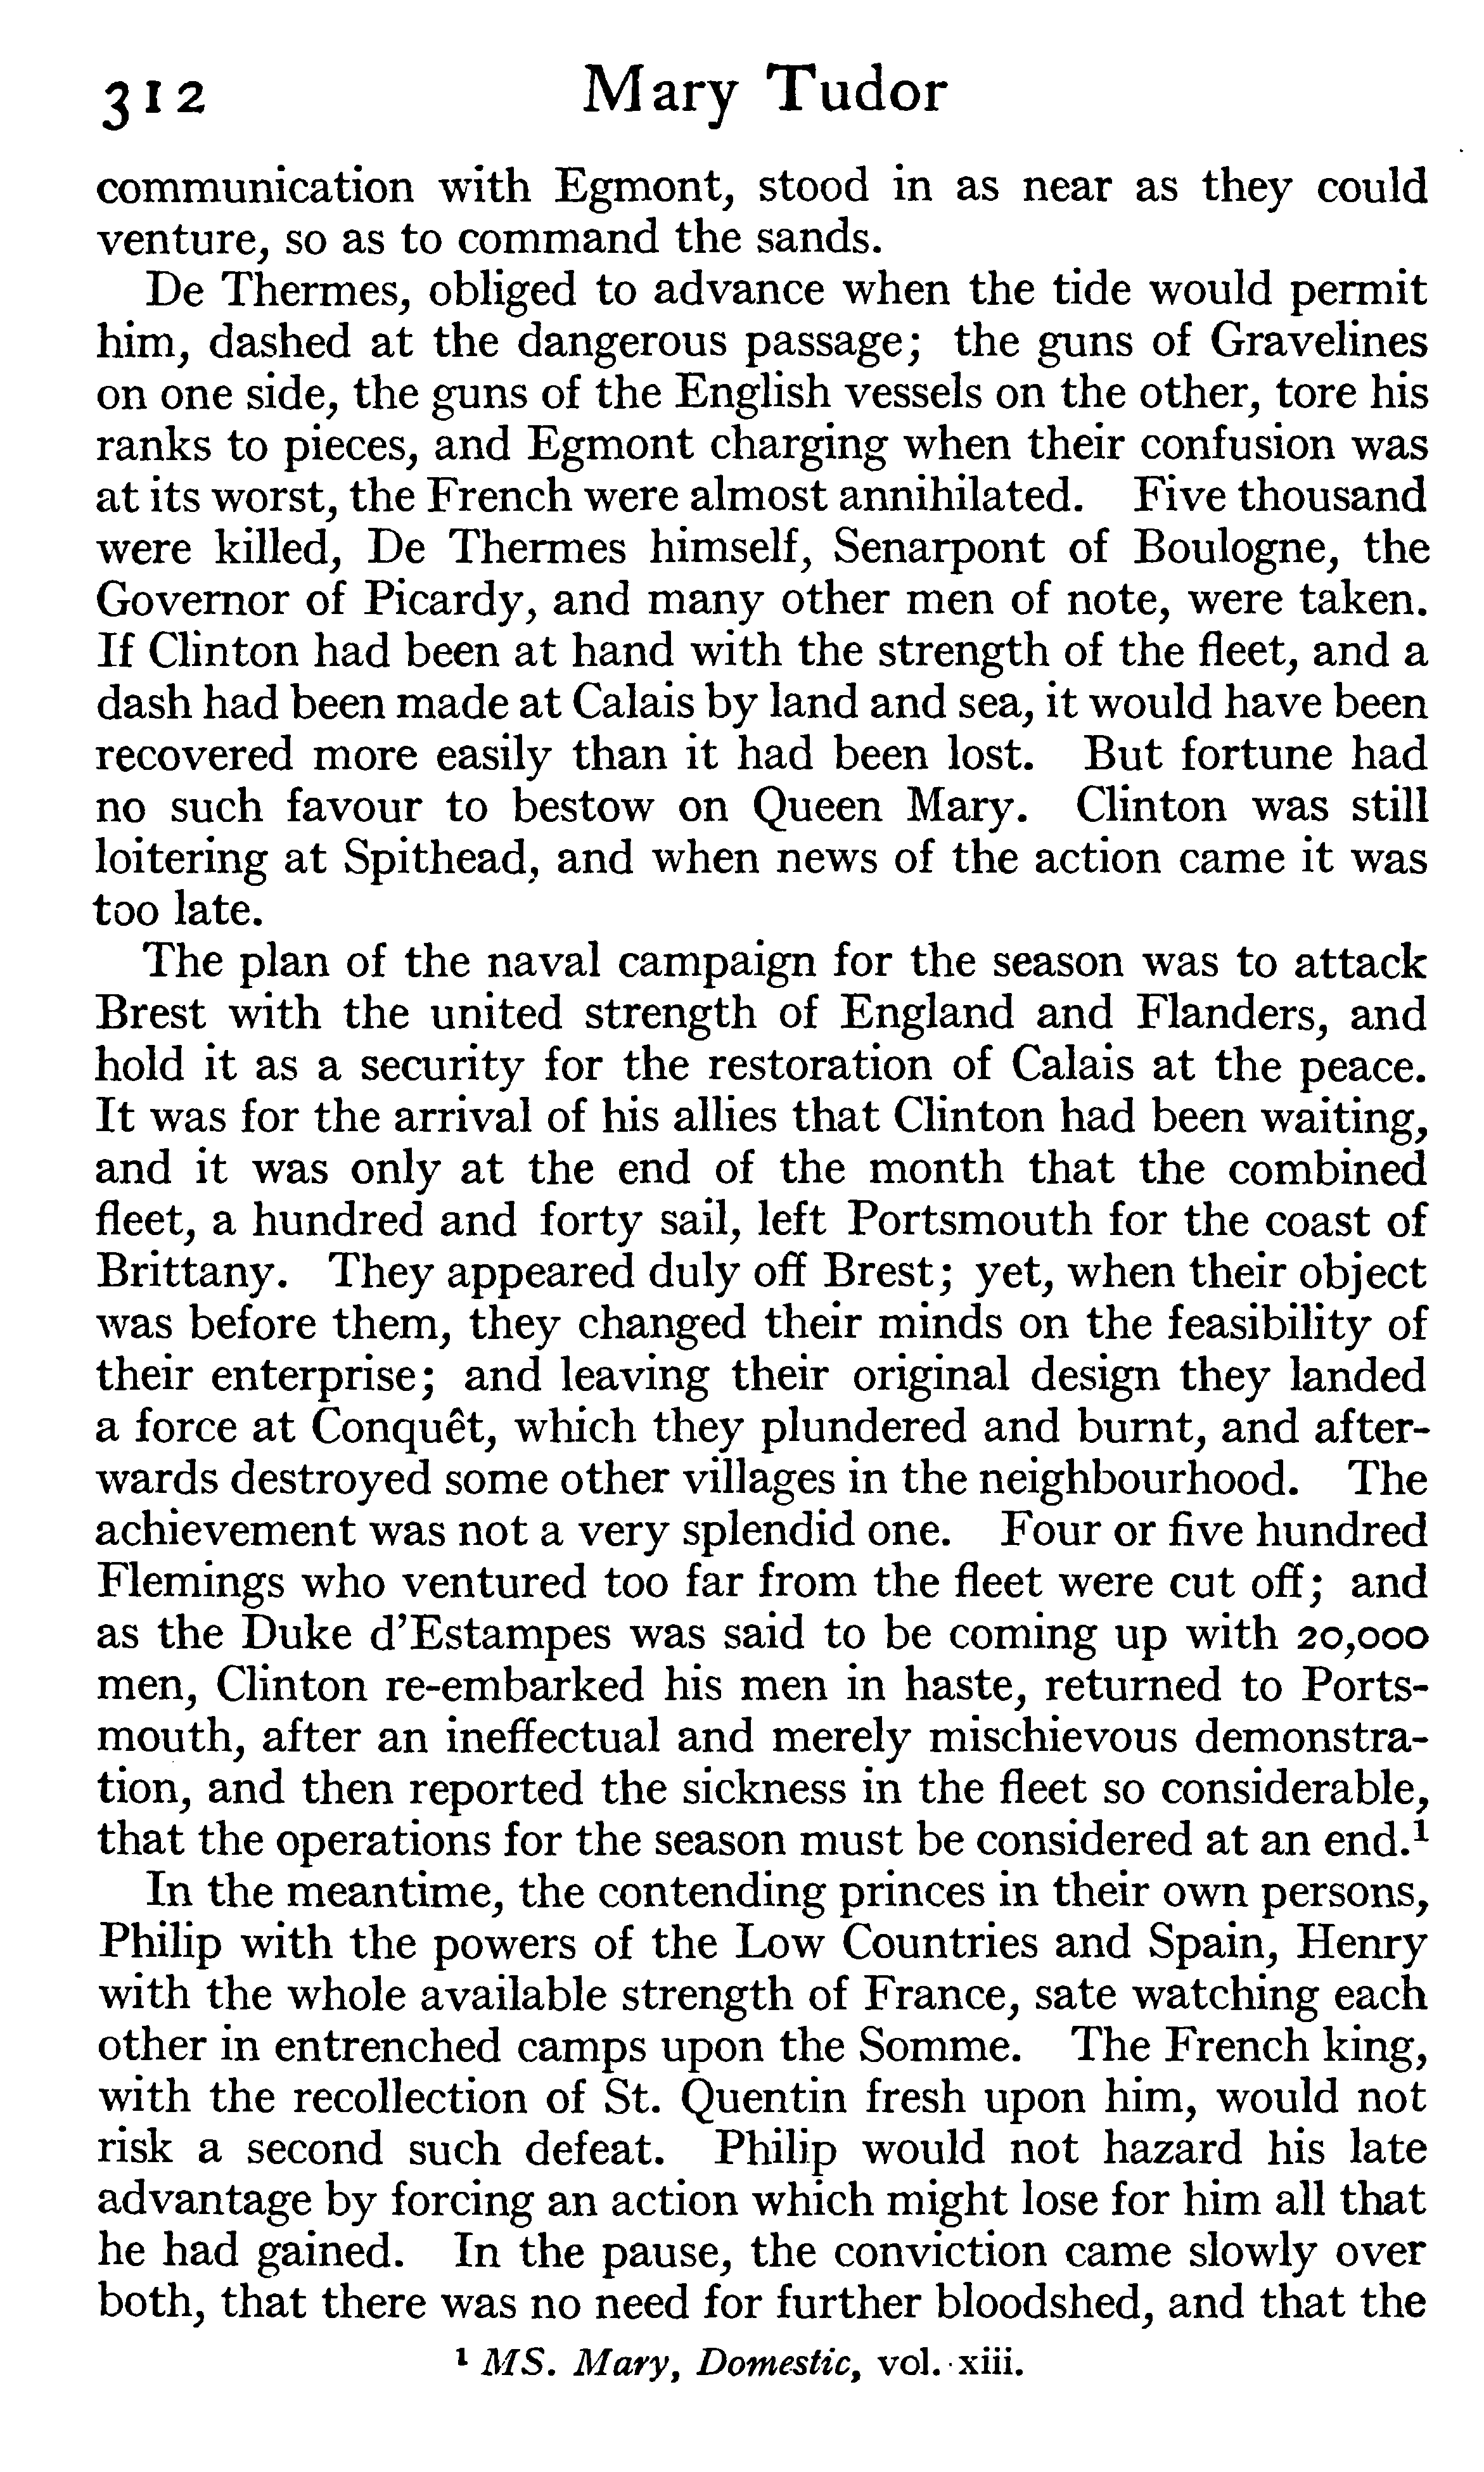 312 Mary Tudor
communication with Egmont, stood in as near as they could
venture, so as to command the sands.
De Thermes, obliged to advance when the tide would permit
him, dashed at the dangerous passage; the guns of Gravelines
on one side, the guns of the English vessels on the other, tore his
ranks to pieces, and Egmont charging when their confusion was
at its worst, the French were almost annihilated. Five thousand
were killed, De Thermes himself, Senarpont of Boulogne, the
Governor of Picardy, and many other men of note, were taken.
If Clinton had been at hand with the strength of the fleet, and a
dash had been made at Calais by land and sea, it would have been
recovered more easily than it had been lost. But fortune had
no such favour to bestow on Queen Mary. Clinton was still
loitering at Spithead, and when news of the action came it was
too late.
The plan of the naval campaign for the season was to attack
Brest with the united strength of England and Flanders, and
hold it as a security for the restoration of Calais at the peace.
It was for the arrival of his allies that Clinton had been waiting,
and it was only at the end of the month that the combined
fleet, a hundred and forty sail, left Portsmouth for the coast of
Brittany. They appeared duly off Brest; yet, when their object
was before them, they changed their minds on the feasibility of
their enterprise; and leaving their original design they landed
a force at Conquêt, which they plundered and burnt, and after-
wards destroyed some other villages in the neighbourhood. The
achievement was not a very splendid one. Four or five hundred
Flemings who ventured too far from the fleet were cut off; and
as the Duke d'Estampes was said to be coming up with 20,000
men, Clinton re-embarked his men in haste, returned to Ports-
mouth, after an ineffectual and merely mischievous demonstra-
tion, and then reported the sickness in the fleet so considerable,
that the operations for the season must be considered at an end.¹
In the meantime, the contending princes in their own persons,
Philip with the powers of the Low Countries and Spain, Henry
with the whole available strength of France, sate watching each
other in entrenched camps upon the Somme. The French king,
with the recollection of St. Quentin fresh upon him, would not
risk a second such defeat. Philip would not hazard his late
advantage by forcing an action which might lose for him all that
he had gained. In the pause, the conviction came slowly over
both, that there was no need for further bloodshed, and that the
¹ MS. Mary, Domestic, vol. xiii.